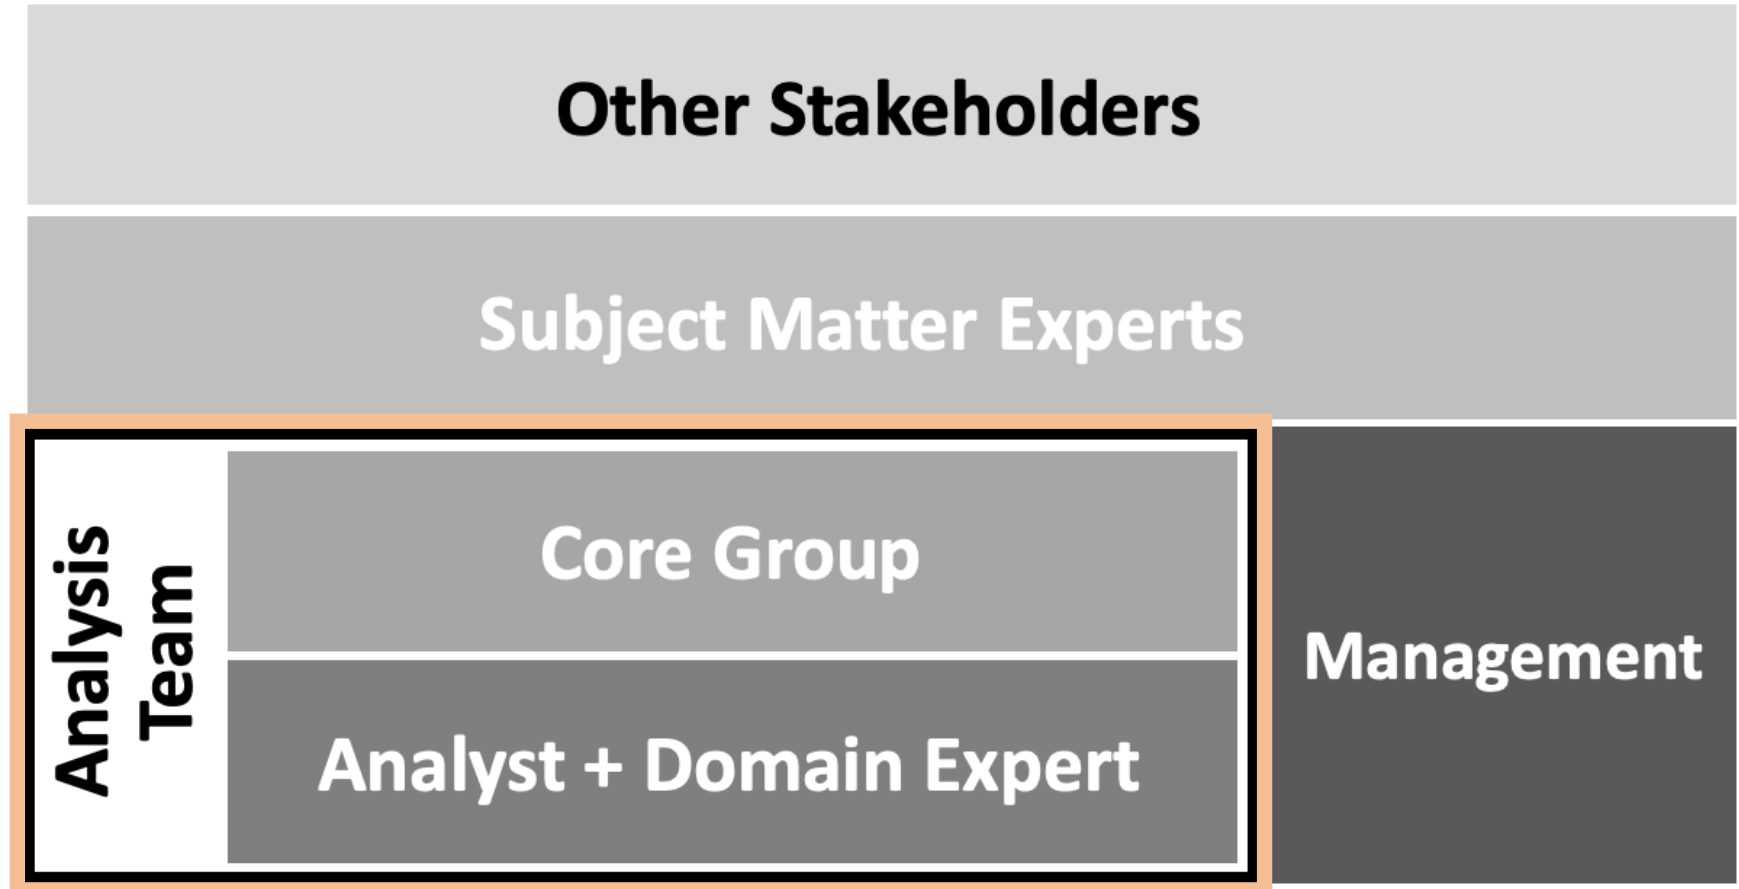 Other Stakeholders
Subject Matter Experts
Analysis
Team
Core Group
Analyst + Domain Expert
Management